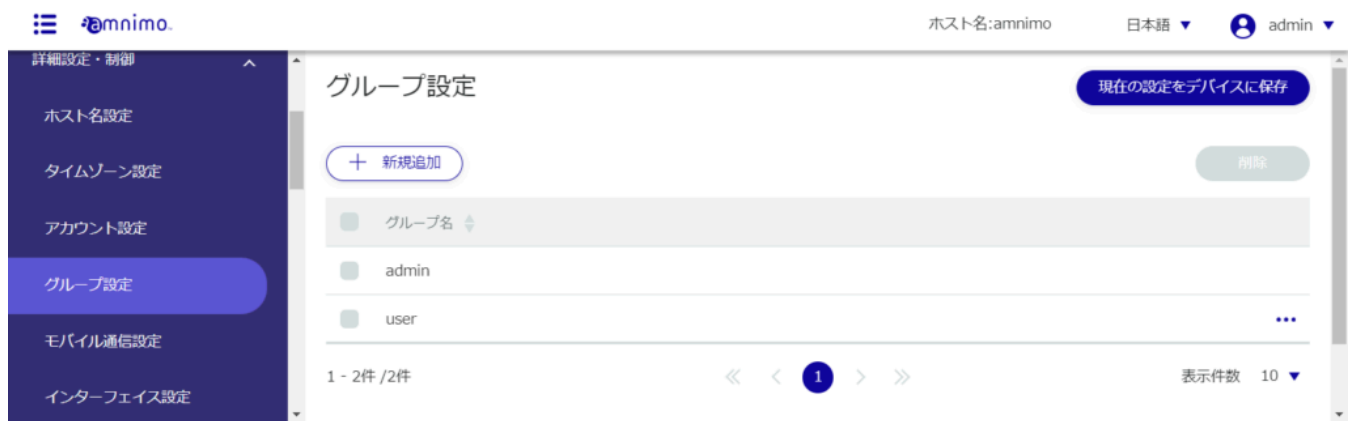 amnimo
ホスト名:amnimo
日本語 ▼
admin ▼
詳細設定・制御
ホスト名設定
タイムゾーン設定
アカウント設定
グループ設定
モバイル通信設定
インターフェイス設定
グループ設定
現在の設定をデバイスに保存
+ 新規追加
削除
グループ名
admin
user
•••
1 - 2件 /2件
≪ < 1 > ≫
表示件数 10 ▼